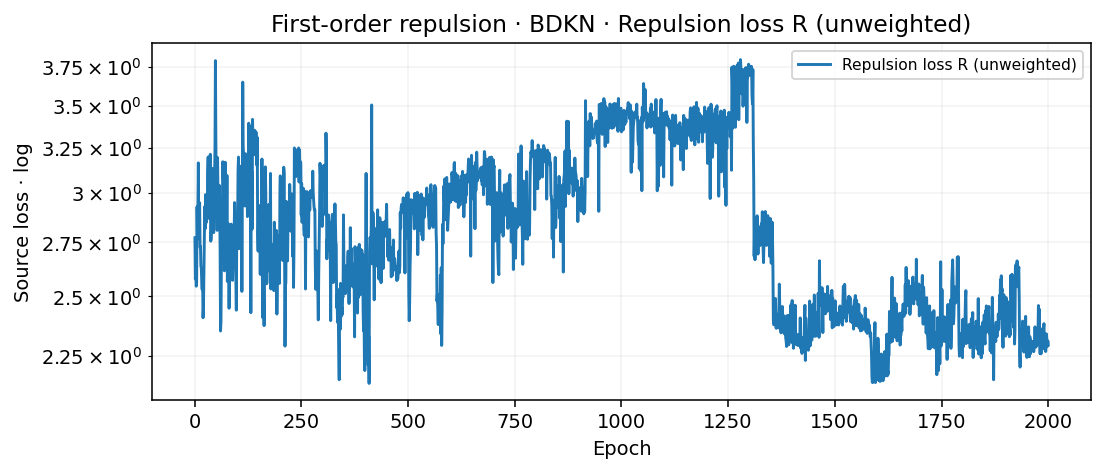 First-order repulsion · BDKN · Repulsion loss R (unweighted)
Repulsion loss R (unweighted)
Source loss · log
3.75 × 10⁰
3.5 × 10⁰
3.25 × 10⁰
3 × 10⁰
2.75 × 10⁰
2.5 × 10⁰
2.25 × 10⁰
0 250 500 750 1000 1250 1500 1750 2000
Epoch